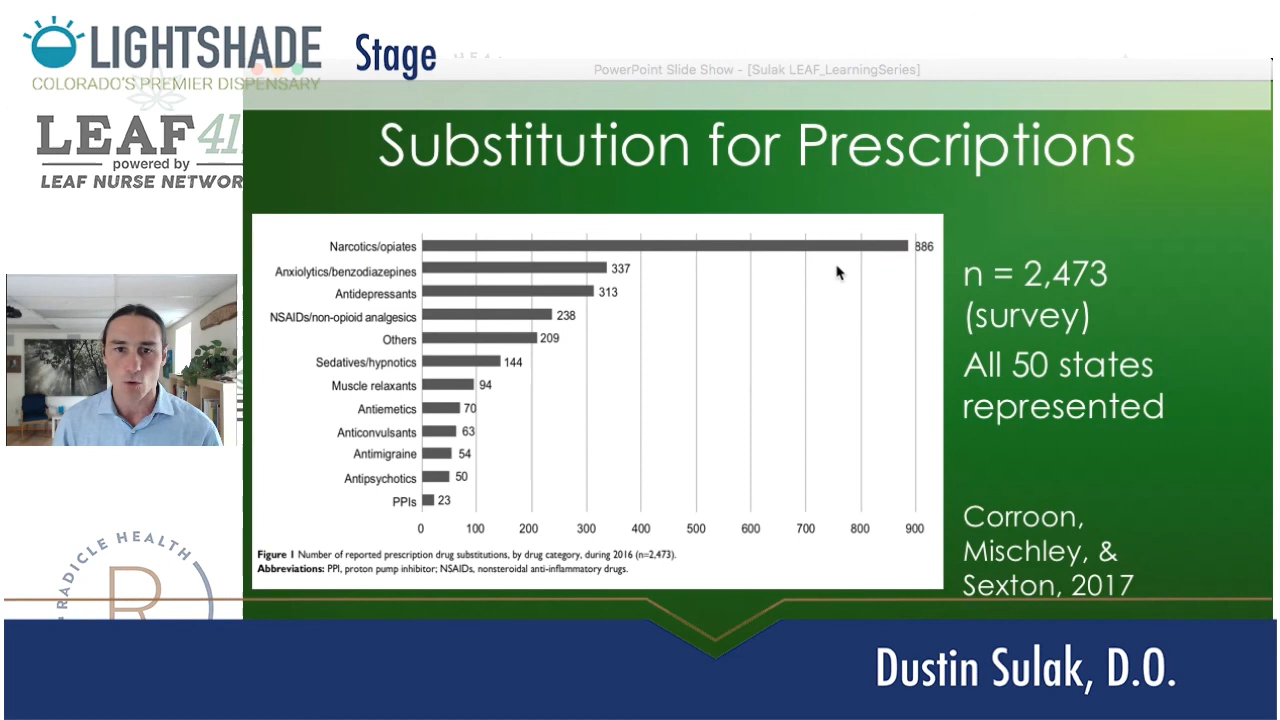 LIGHTSHADE
COLORADO'S PREMIER DISPENSARY
Stage
PowerPoint Slide Show - [Sulak LEAF_LearningSeries]
LEAF 411
powered by
LEAF NURSE NETWOR
Substitution for Prescriptions
Narcotics/opiates 886
Anxiolytics/benzodiazepines 337
Antidepressants 313
NSAIDs/non-opioid analgesics 238
Others 209
Sedatives/hypnotics 144
Muscle relaxants 94
Antiemetics 70
Anticonvulsants 63
Antimigraine 54
Antipsychotics 50
PPIs 23
0 100 200 300 400 500 600 700 800 900
Figure 1 Number of reported prescription drug substitutions, by drug category, during 2016 (n=2,473).
Abbreviations: PPI, proton pump inhibitor; NSAIDs, nonsteroidal anti-inflammatory drugs.
n = 2,473
(survey)
All 50 states
represented
Corroon,
Mischley, &
Sexton, 2017
RADICLE HEALTH
R
Dustin Sulak, D.O.